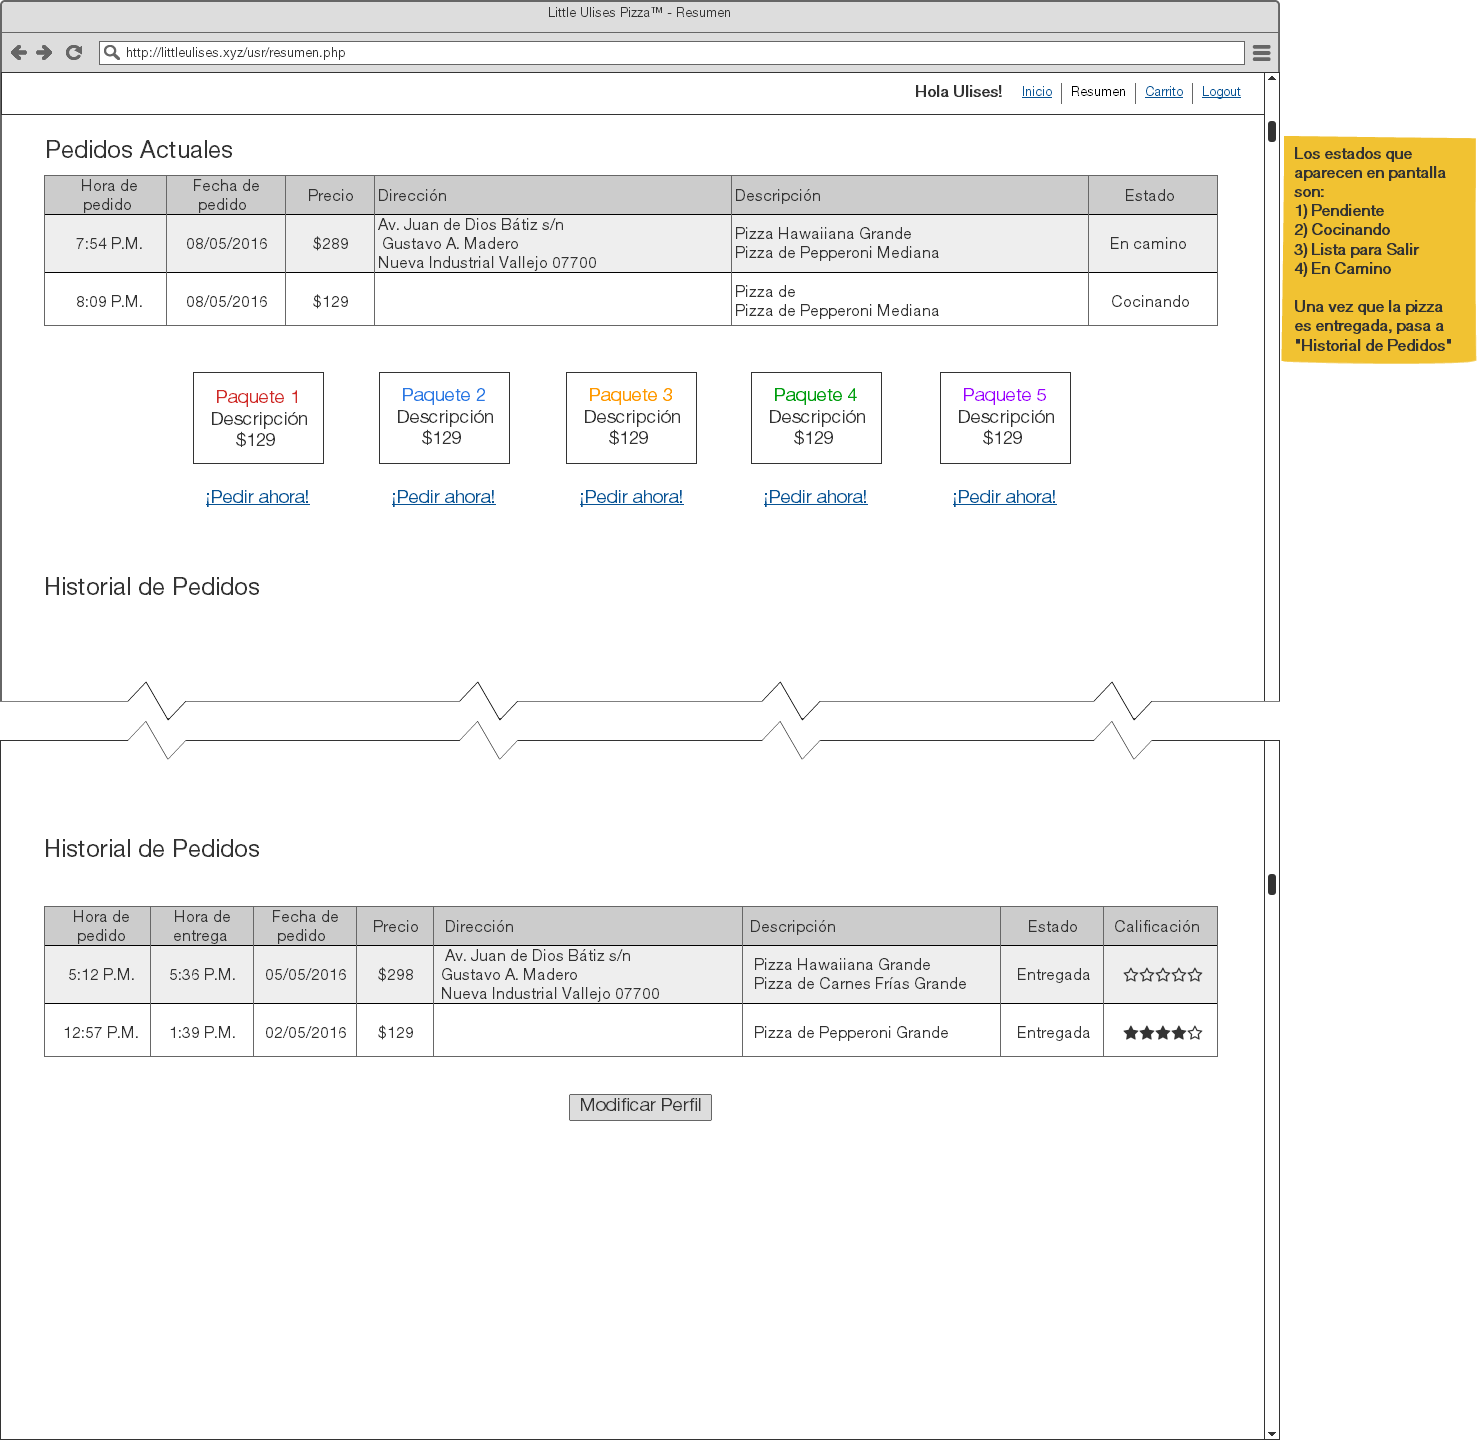 Little Ulises Pizza™ - Resumen
http://littleulises.xyz/usr/resumen.php
Hola Ulises! Inicio Resumen Carrito Logout
Pedidos Actuales
Hora de pedido Fecha de pedido Precio Dirección Descripción Estado
7:54 P.M. 08/05/2016 $289
Av. Juan de Dios Bátiz s/n
Gustavo A. Madero
Nueva Industrial Vallejo 07700
Pizza Hawaiiana Grande
Pizza de Pepperoni Mediana
En camino
8:09 P.M. 08/05/2016 $129
Pizza de
Pizza de Pepperoni Mediana
Cocinando
Los estados que
aparecen en pantalla
son:
1) Pendiente
2) Cocinando
3) Lista para Salir
4) En Camino
Una vez que la pizza
es entregada, pasa a
"Historial de Pedidos"
Paquete 1
Descripción
$129
¡Pedir ahora!
Paquete 2
Descripción
$129
¡Pedir ahora!
Paquete 3
Descripción
$129
¡Pedir ahora!
Paquete 4
Descripción
$129
¡Pedir ahora!
Paquete 5
Descripción
$129
¡Pedir ahora!
Historial de Pedidos
Historial de Pedidos
Hora de pedido Hora de entrega Fecha de pedido Precio Dirección Descripción Estado Calificación
5:12 P.M. 5:36 P.M. 05/05/2016 $298
Av. Juan de Dios Bátiz s/n
Gustavo A. Madero
Nueva Industrial Vallejo 07700
Pizza Hawaiiana Grande
Pizza de Carnes Frías Grande
Entregada ☆☆☆☆☆
12:57 P.M. 1:39 P.M. 02/05/2016 $129 Pizza de Pepperoni Grande Entregada ★★★★☆
Modificar Perfil